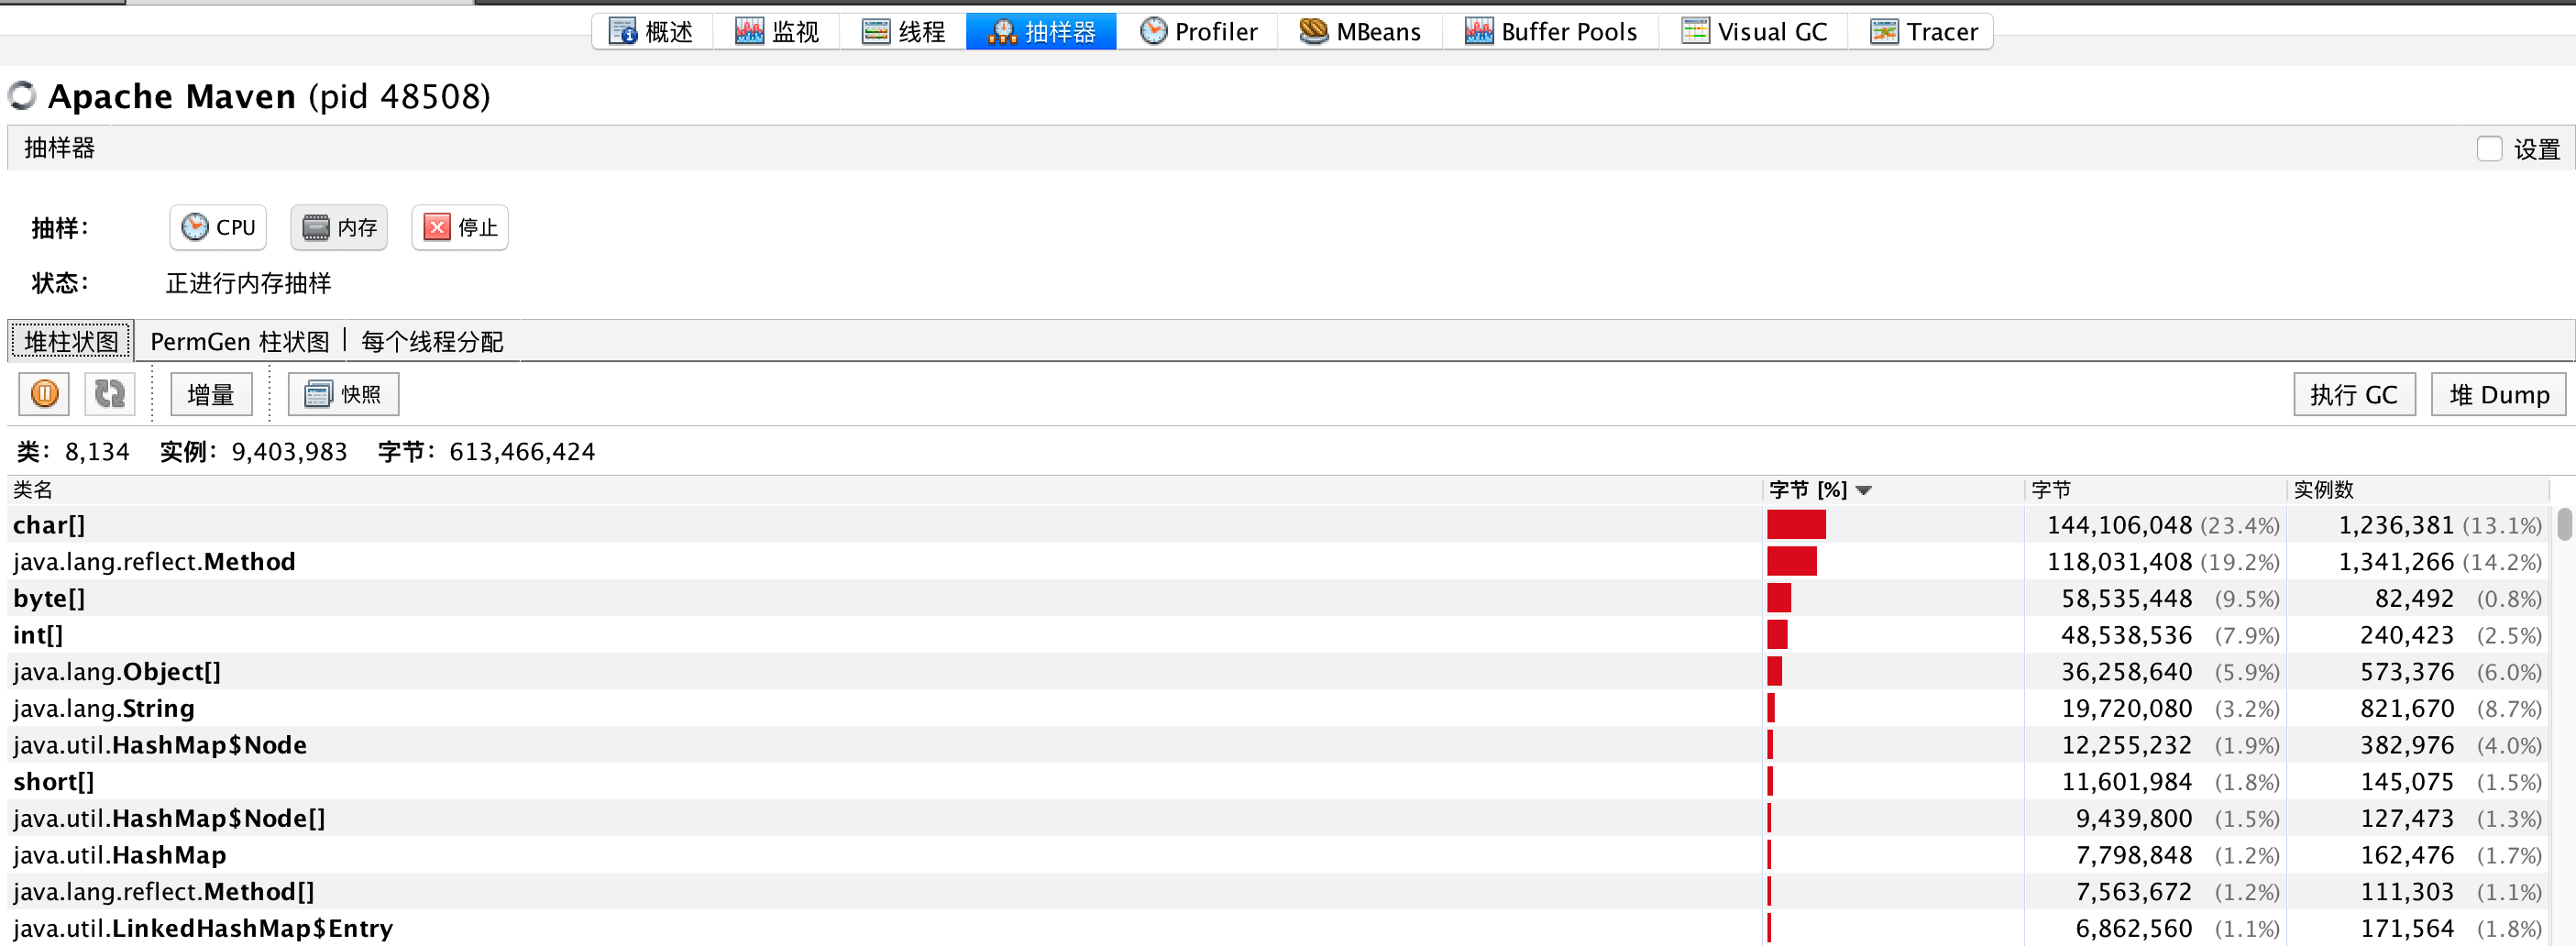 概述 监视 线程 抽样器 Profiler MBeans Buffer Pools Visual GC Tracer
Apache Maven (pid 48508)
抽样器 设置
抽样： CPU 内存 停止
状态： 正进行内存抽样
堆柱状图 PermGen 柱状图 每个线程分配
增量 快照 执行 GC 堆 Dump
类： 8,134 实例： 9,403,983 字节： 613,466,424
类名 字节 [%] 字节 实例数
char[] 144,106,048 (23.4%) 1,236,381 (13.1%)
java.lang.reflect.Method 118,031,408 (19.2%) 1,341,266 (14.2%)
byte[] 58,535,448 (9.5%) 82,492 (0.8%)
int[] 48,538,536 (7.9%) 240,423 (2.5%)
java.lang.Object[] 36,258,640 (5.9%) 573,376 (6.0%)
java.lang.String 19,720,080 (3.2%) 821,670 (8.7%)
java.util.HashMap$Node 12,255,232 (1.9%) 382,976 (4.0%)
short[] 11,601,984 (1.8%) 145,075 (1.5%)
java.util.HashMap$Node[] 9,439,800 (1.5%) 127,473 (1.3%)
java.util.HashMap 7,798,848 (1.2%) 162,476 (1.7%)
java.lang.reflect.Method[] 7,563,672 (1.2%) 111,303 (1.1%)
java.util.LinkedHashMap$Entry 6,862,560 (1.1%) 171,564 (1.8%)